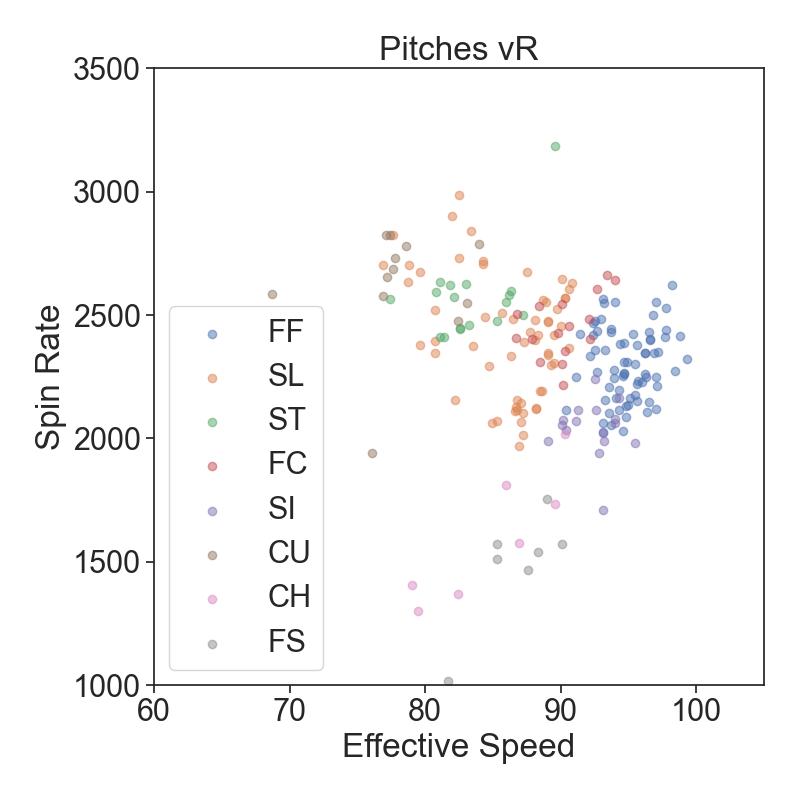 Pitches vR
3500
3000
2500
2000
1500
1000
Spin Rate
FF
SL
ST
FC
SI
CU
CH
FS
60 70 80 90 100
Effective Speed